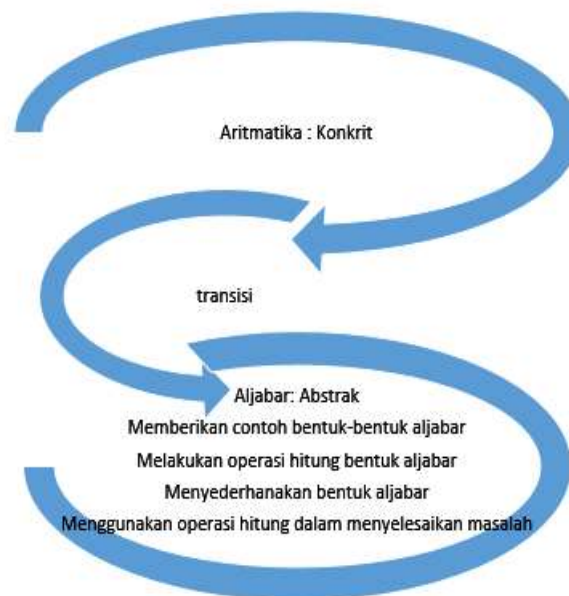 Aritmatika : Konkrit
transisi
Aljabar: Abstrak
Memberikan contoh bentuk-bentuk aljabar
Melakukan operasi hitung bentuk aljabar
Menyederhanakan bentuk aljabar
Menggunakan operasi hitung dalam menyelesaikan masalah